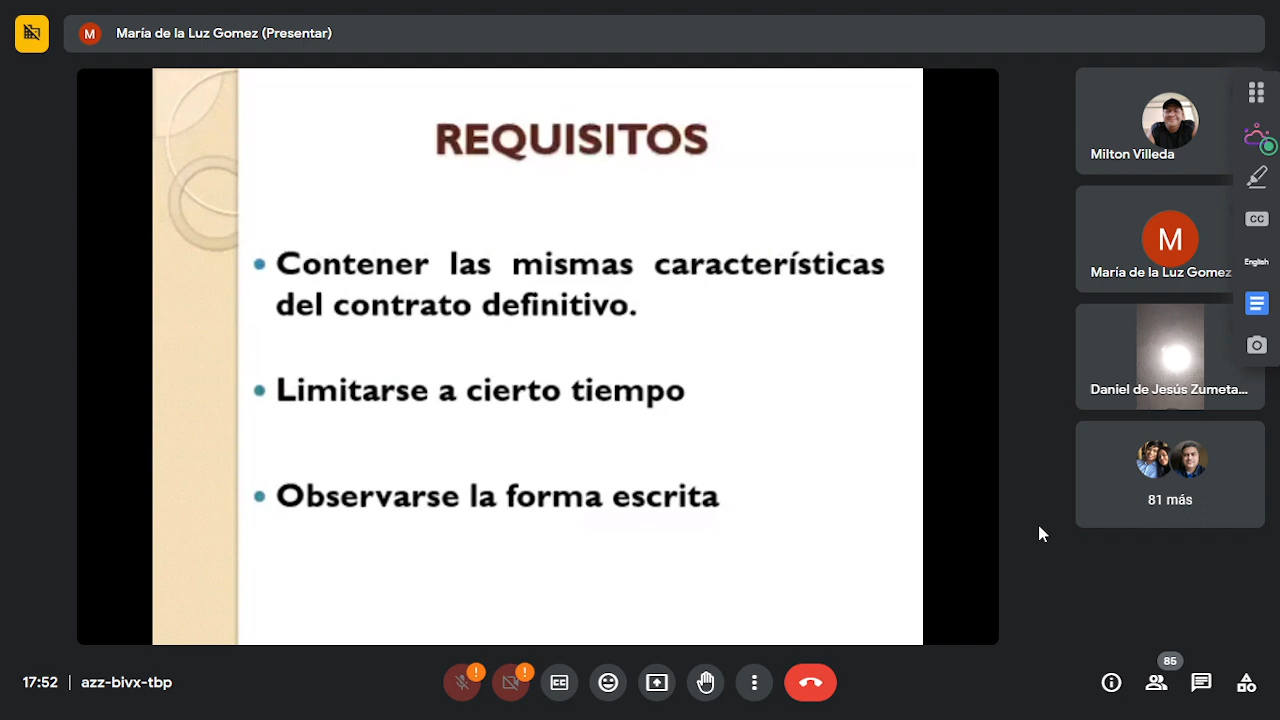 M María de la Luz Gomez (Presentar)
REQUISITOS
• Contener las mismas características
del contrato definitivo.
• Limitarse a cierto tiempo
• Observarse la forma escrita
Milton Villeda
M
María de la Luz Gomez
Daniel de Jesús Zumeta...
81 más
CC
English
17:52 | azz-bivx-tbp
85